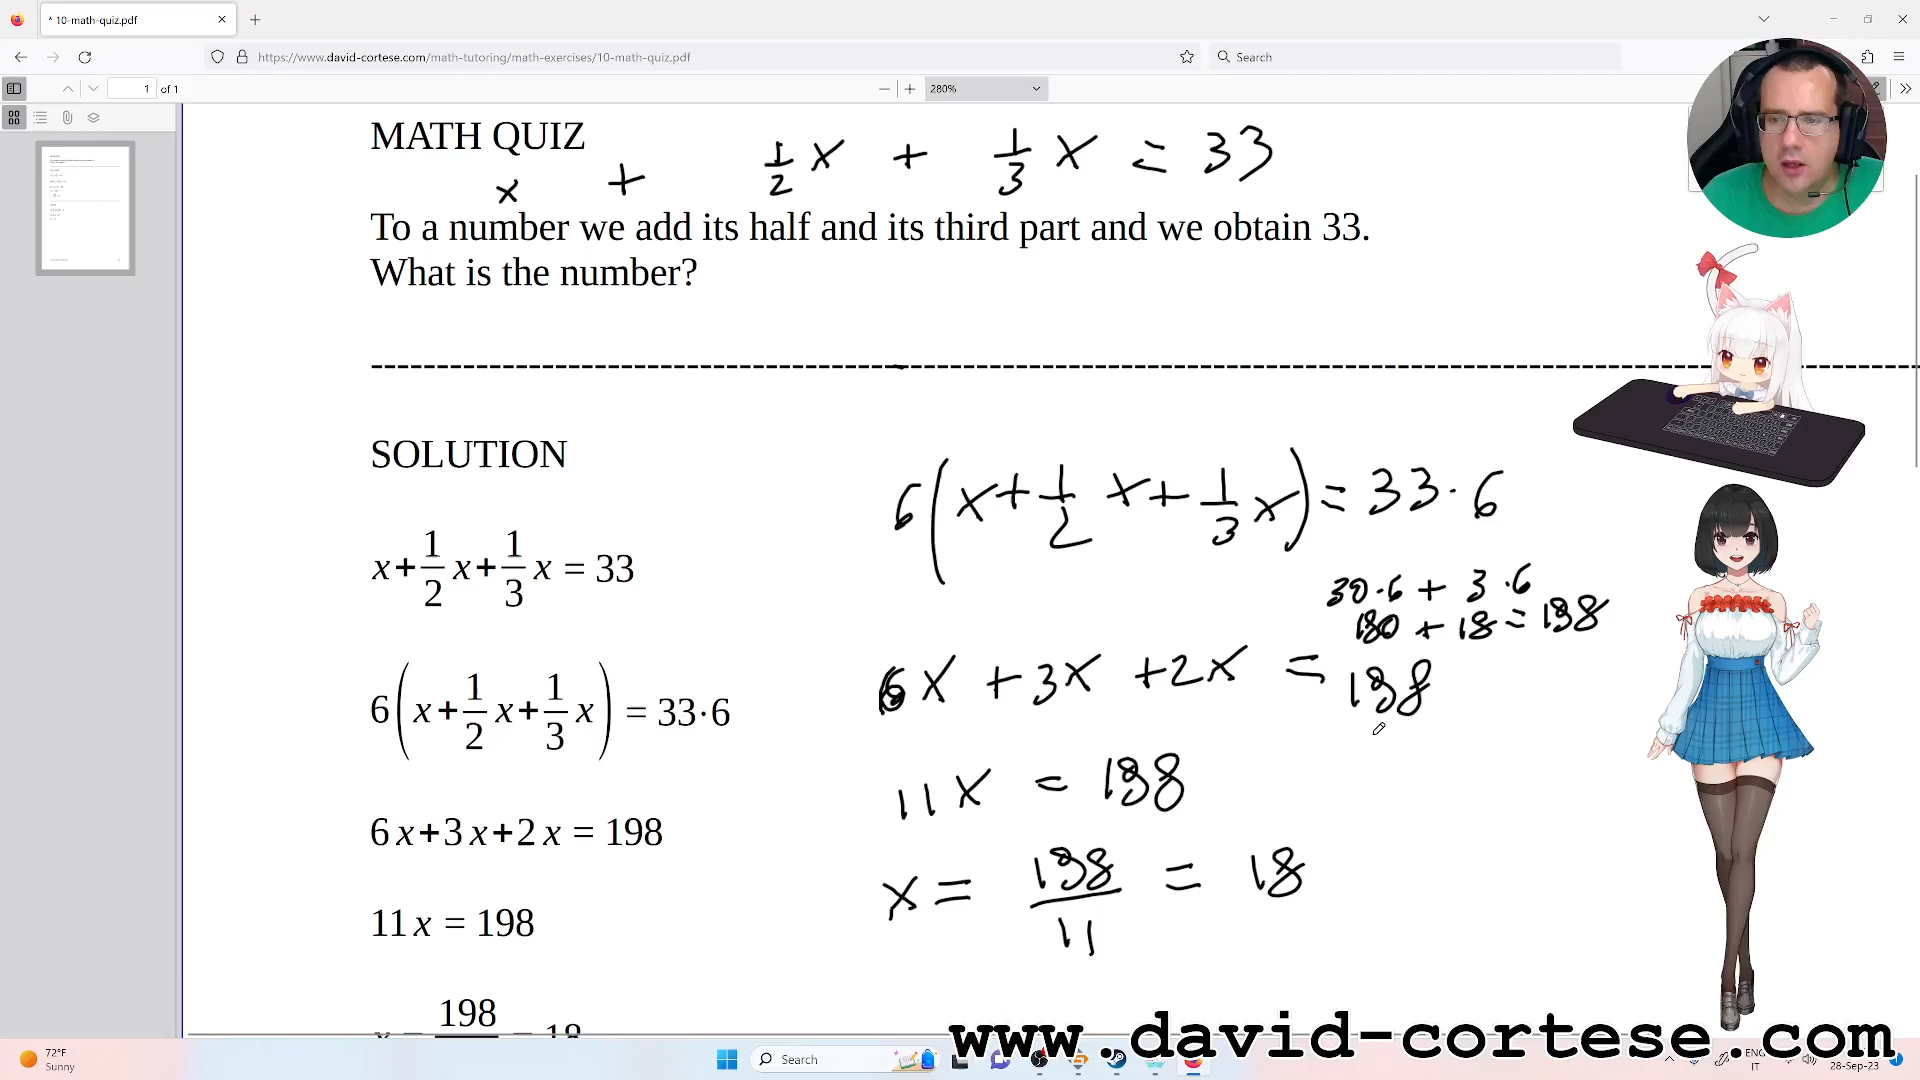 * 10-math-quiz.pdf
https://www.david-cortese.com/math-tutoring/math-exercises/10-math-quiz.pdf
Search
1 of 1
280%
MATH QUIZ
x + 1/2 x + 1/3 x = 33
To a number we add its half and its third part and we obtain 33.
What is the number?
SOLUTION
6(x+1/2 x+1/3 x)=33·6
x+1/2 x+1/3 x=33
30·6 + 3·6
180 + 18 = 198
6(x+1/2 x+1/3 x)=33·6
6x + 3x + 2x = 198
11x = 198
6x+3x+2x=198
x = 198/11 = 18
11x=198
198
www.david-cortese.com
72°F
Sunny
Search
ENG
IT
28-Sep-23